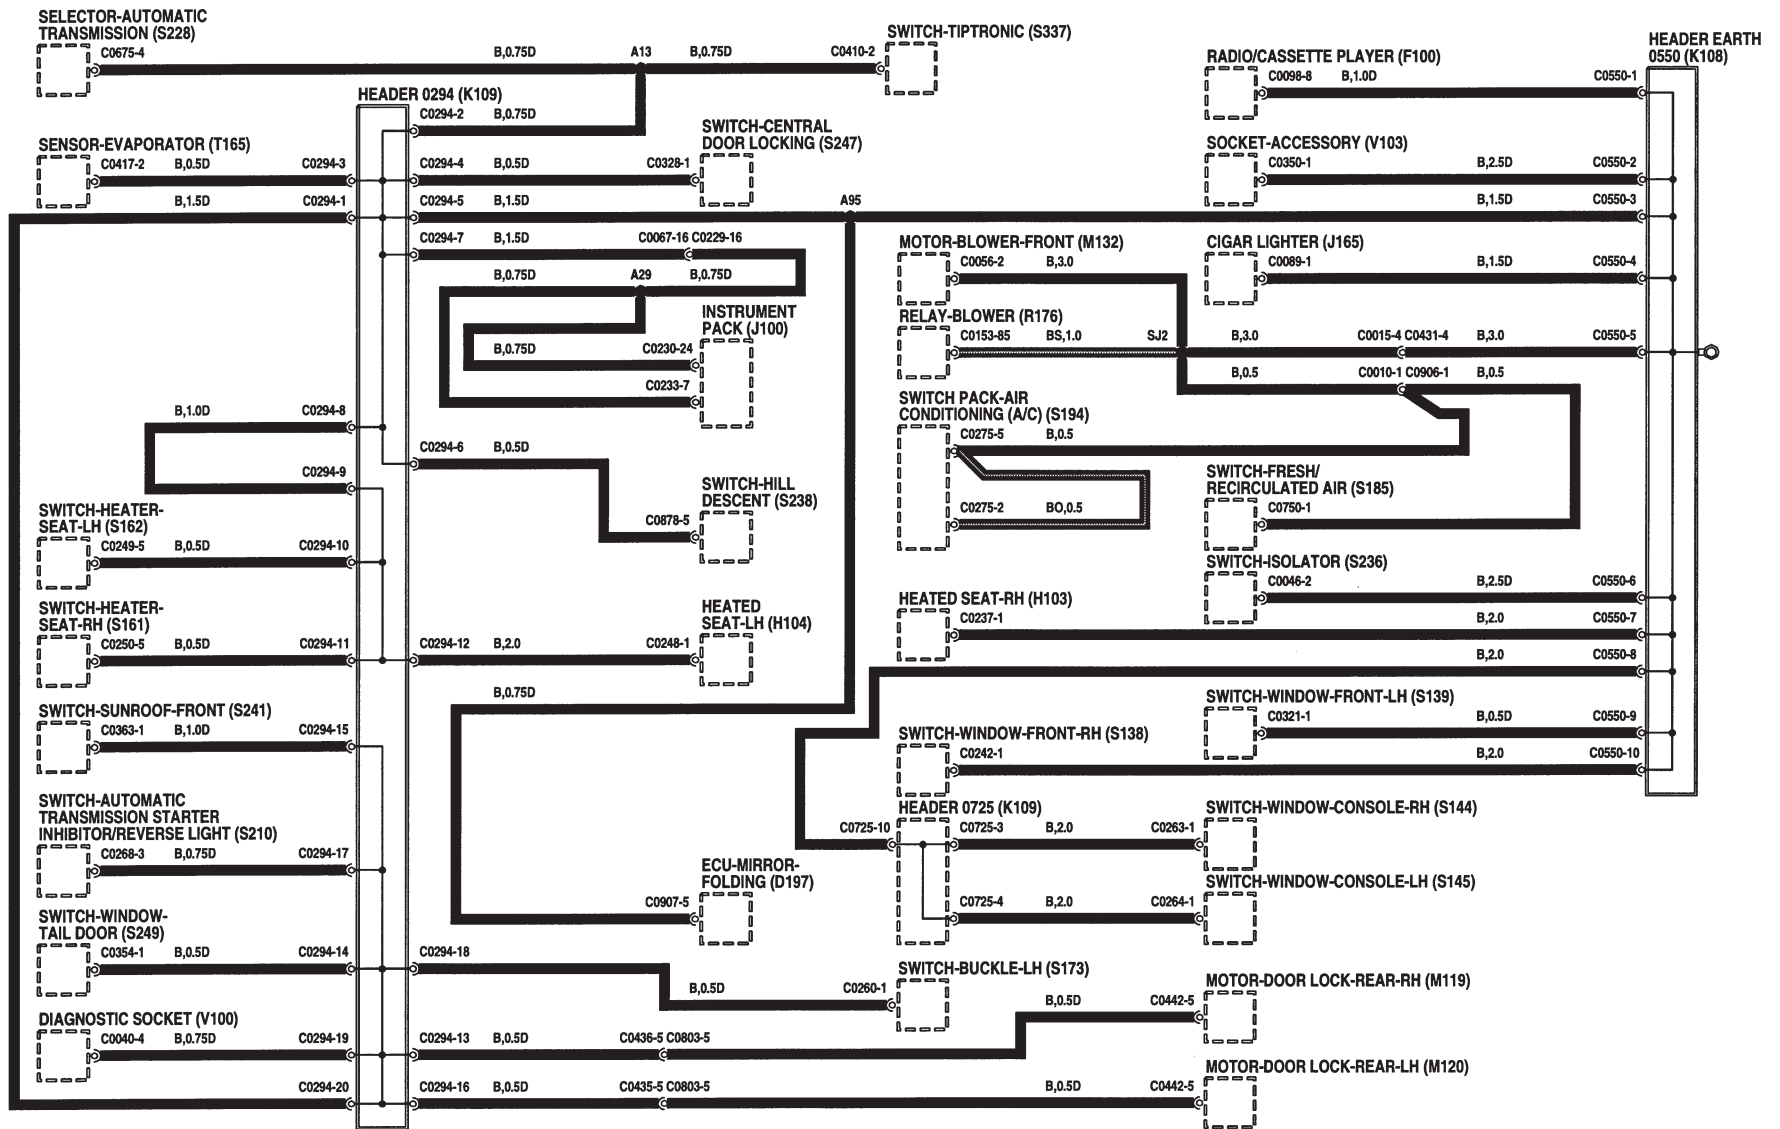 SELECTOR-AUTOMATIC
TRANSMISSION (S228)
C0675-4
B,0.75D
A13
B,0.75D
C0410-2
SWITCH-TIPTRONIC (S337)
HEADER 0294 (K109)
C0294-2
B,0.75D
SENSOR-EVAPORATOR (T165)
C0417-2
B,0.5D
C0294-3
C0294-4
B,0.5D
C0328-1
SWITCH-CENTRAL
DOOR LOCKING (S247)
B,1.5D
C0294-1
C0294-5
B,1.5D
A95
C0294-7
B,1.5D
C0067-16 C0229-16
B,0.75D
A29
B,0.75D
INSTRUMENT
PACK (J100)
B,0.75D
C0230-24
C0233-7
B,1.0D
C0294-8
C0294-6
B,0.5D
C0294-9
SWITCH-HILL
DESCENT (S238)
C0878-5
SWITCH-HEATER-
SEAT-LH (S162)
C0249-5
B,0.5D
C0294-10
SWITCH-HEATER-
SEAT-RH (S161)
C0250-5
B,0.5D
C0294-11
C0294-12
B,2.0
C0248-1
HEATED
SEAT-LH (H104)
B,0.75D
SWITCH-SUNROOF-FRONT (S241)
C0363-1
B,1.0D
C0294-15
SWITCH-AUTOMATIC
TRANSMISSION STARTER
INHIBITOR/REVERSE LIGHT (S210)
C0268-3
B,0.75D
C0294-17
ECU-MIRROR-
FOLDING (D197)
C0907-5
SWITCH-WINDOW-
TAIL DOOR (S249)
C0354-1
B,0.5D
C0294-14
C0294-18
B,0.5D
C0260-1
SWITCH-BUCKLE-LH (S173)
DIAGNOSTIC SOCKET (V100)
C0040-4
B,0.75D
C0294-19
C0294-13
B,0.5D
C0436-5 C0803-5
B,0.5D
C0442-5
MOTOR-DOOR LOCK-REAR-RH (M119)
C0294-20
C0294-16
B,0.5D
C0435-5 C0803-5
B,0.5D
C0442-5
MOTOR-DOOR LOCK-REAR-LH (M120)
HEADER EARTH
0550 (K108)
RADIO/CASSETTE PLAYER (F100)
C0098-8
B,1.0D
C0550-1
SOCKET-ACCESSORY (V103)
C0350-1
B,2.5D
C0550-2
B,1.5D
C0550-3
MOTOR-BLOWER-FRONT (M132)
C0056-2
B,3.0
CIGAR LIGHTER (J165)
C0089-1
B,1.5D
C0550-4
RELAY-BLOWER (R176)
C0153-85
BS,1.0
SJ2
B,3.0
C0015-4 C0431-4
B,3.0
C0550-5
B,0.5
C0010-1 C0906-1
B,0.5
SWITCH PACK-AIR
CONDITIONING (A/C) (S194)
C0275-5
B,0.5
C0275-2
BO,0.5
SWITCH-FRESH/
RECIRCULATED AIR (S185)
C0750-1
SWITCH-ISOLATOR (S236)
C0046-2
B,2.5D
C0550-6
HEATED SEAT-RH (H103)
C0237-1
B,2.0
C0550-7
B,2.0
C0550-8
SWITCH-WINDOW-FRONT-LH (S139)
C0321-1
B,0.5D
C0550-9
SWITCH-WINDOW-FRONT-RH (S138)
C0242-1
B,2.0
C0550-10
HEADER 0725 (K109)
C0725-10
C0725-3
B,2.0
C0263-1
SWITCH-WINDOW-CONSOLE-RH (S144)
C0725-4
B,2.0
C0264-1
SWITCH-WINDOW-CONSOLE-LH (S145)